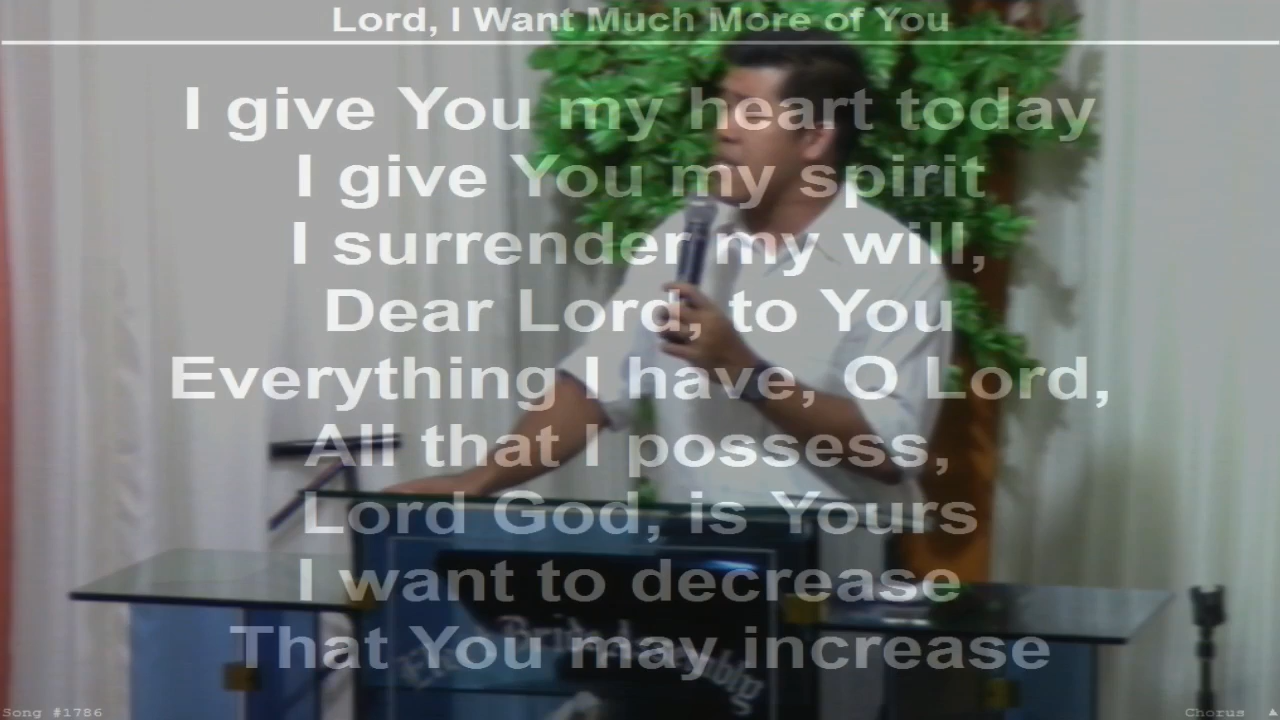 Lord, I Want Much More of You
I give You my heart today
I give You my spirit
I surrender my will,
Dear Lord, to You
Everything I have, O Lord,
All that I possess,
Lord God, is Yours
I want to decrease
That You may increase
Song #1786
Chorus ▲